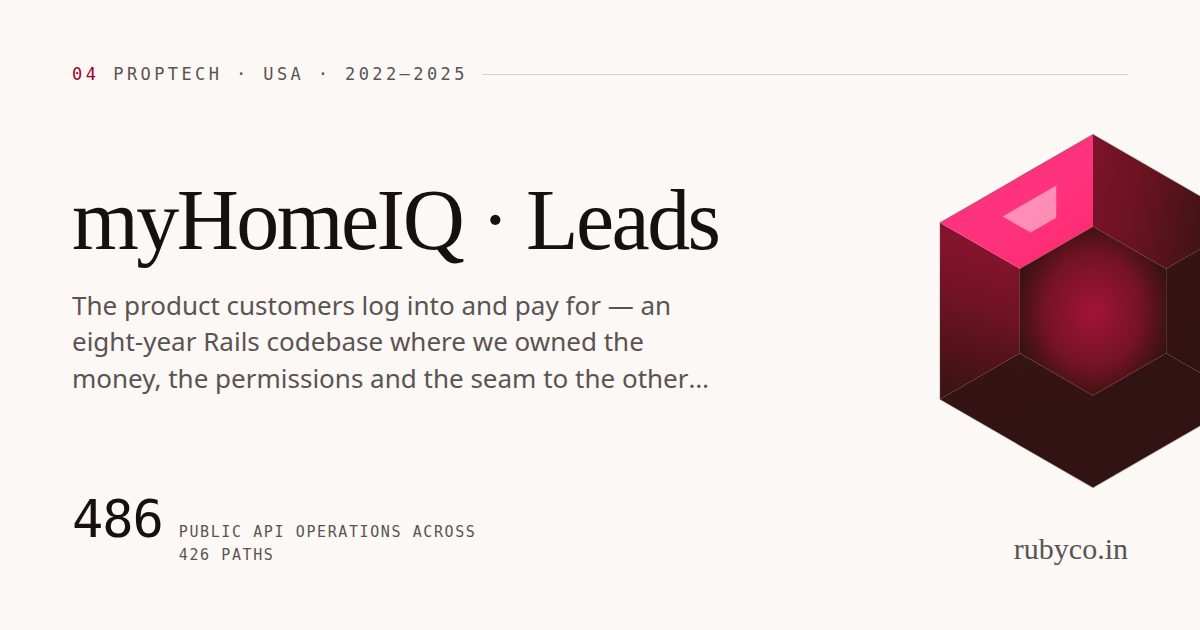 04 PROPTECH · USA · 2022–2025
myHomeIQ · Leads
The product customers log into and pay for — an
eight-year Rails codebase where we owned the
money, the permissions and the seam to the other…
486 PUBLIC API OPERATIONS ACROSS
426 PATHS
rubyco.in